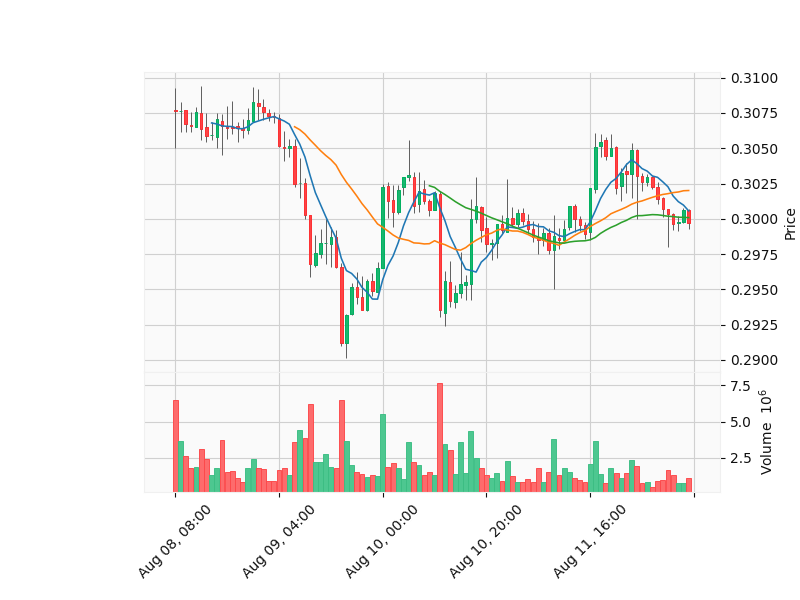 0.3100
0.3075
0.3050
0.3025
0.3000
0.2975
0.2950
0.2925
0.2900
Price
7.5
5.0
2.5
Volume 10⁶
Aug 08, 08:00
Aug 09, 04:00
Aug 10, 00:00
Aug 10, 20:00
Aug 11, 16:00